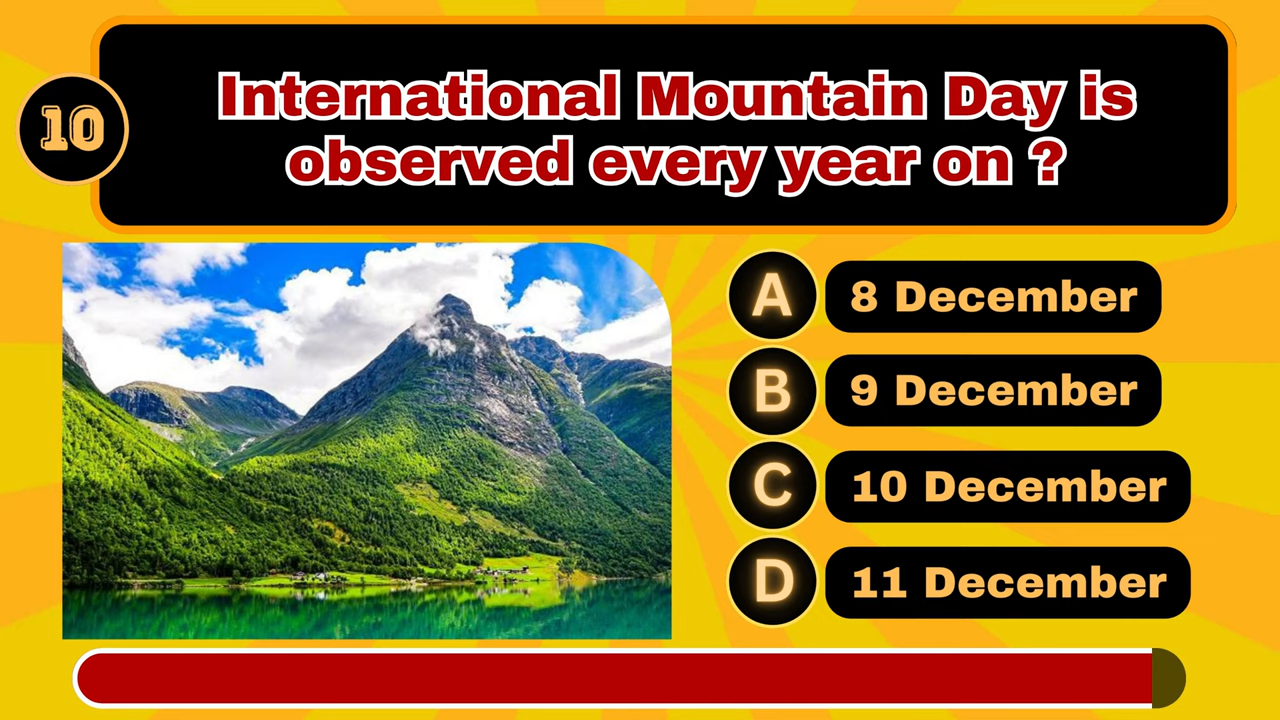 10
International Mountain Day is
observed every year on ?
A 8 December
B 9 December
C 10 December
D 11 December